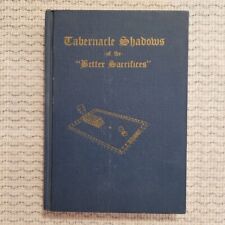 Tabernacle Shadows
of the
"Better Sacrifices"